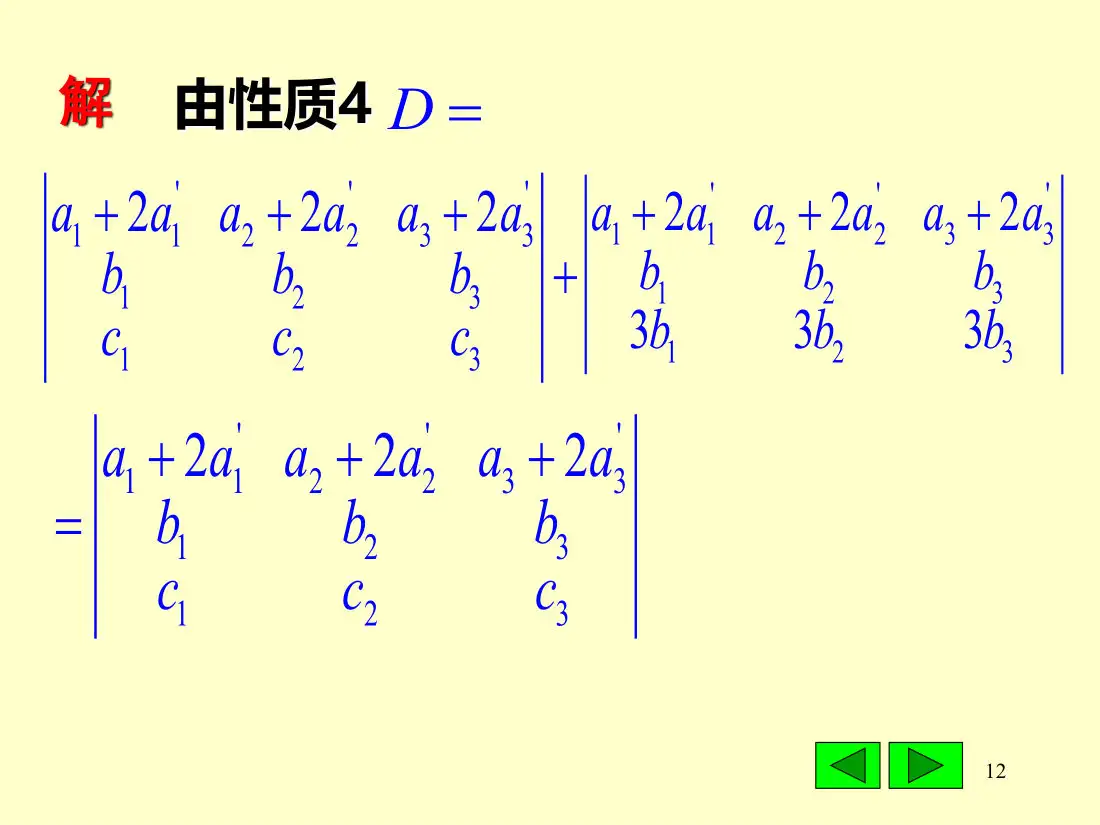 解 由性质4 D =
| a₁ + 2a₁' a₂ + 2a₂' a₃ + 2a₃' | | a₁ + 2a₁' a₂ + 2a₂' a₃ + 2a₃' |
| b₁ b₂ b₃ | + | b₁ b₂ b₃ |
| c₁ c₂ c₃ | | 3b₁ 3b₂ 3b₃ |
| a₁ + 2a₁' a₂ + 2a₂' a₃ + 2a₃' |
= | b₁ b₂ b₃ |
| c₁ c₂ c₃ |
12